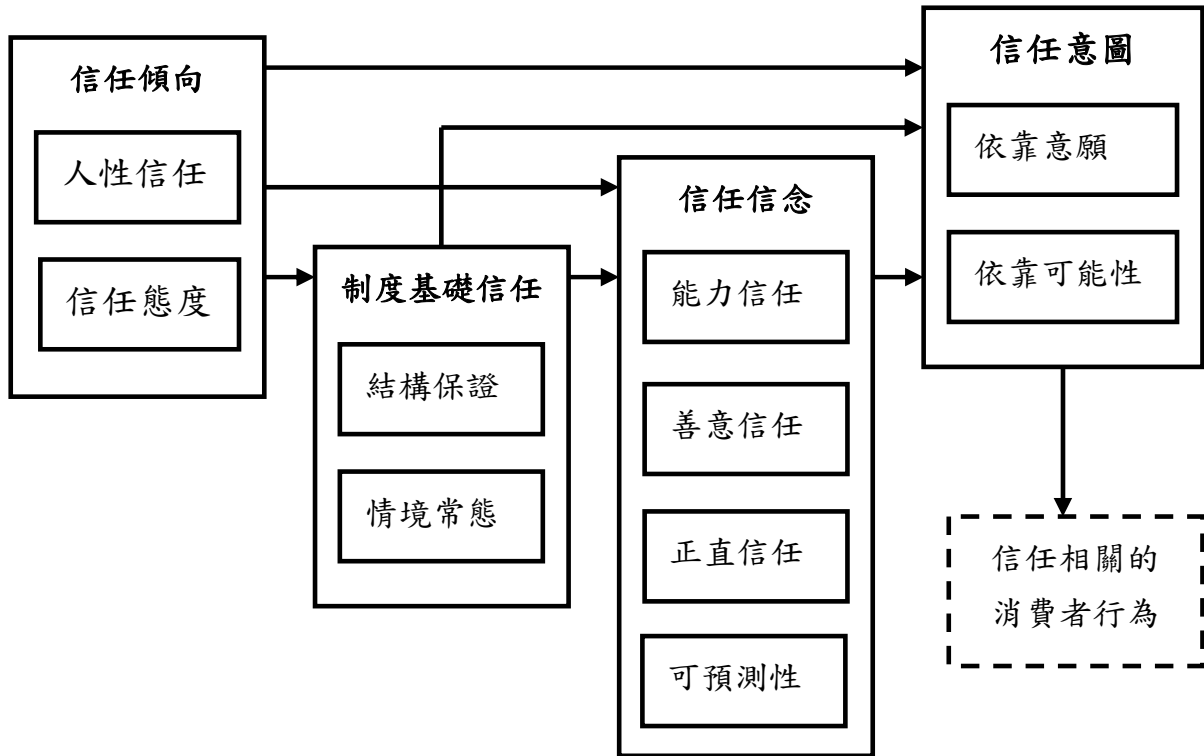 信任傾向
人性信任
信任態度
制度基礎信任
結構保證
情境常態
信任信念
能力信任
善意信任
正直信任
可預測性
信任意圖
依靠意願
依靠可能性
信任相關的
消費者行為